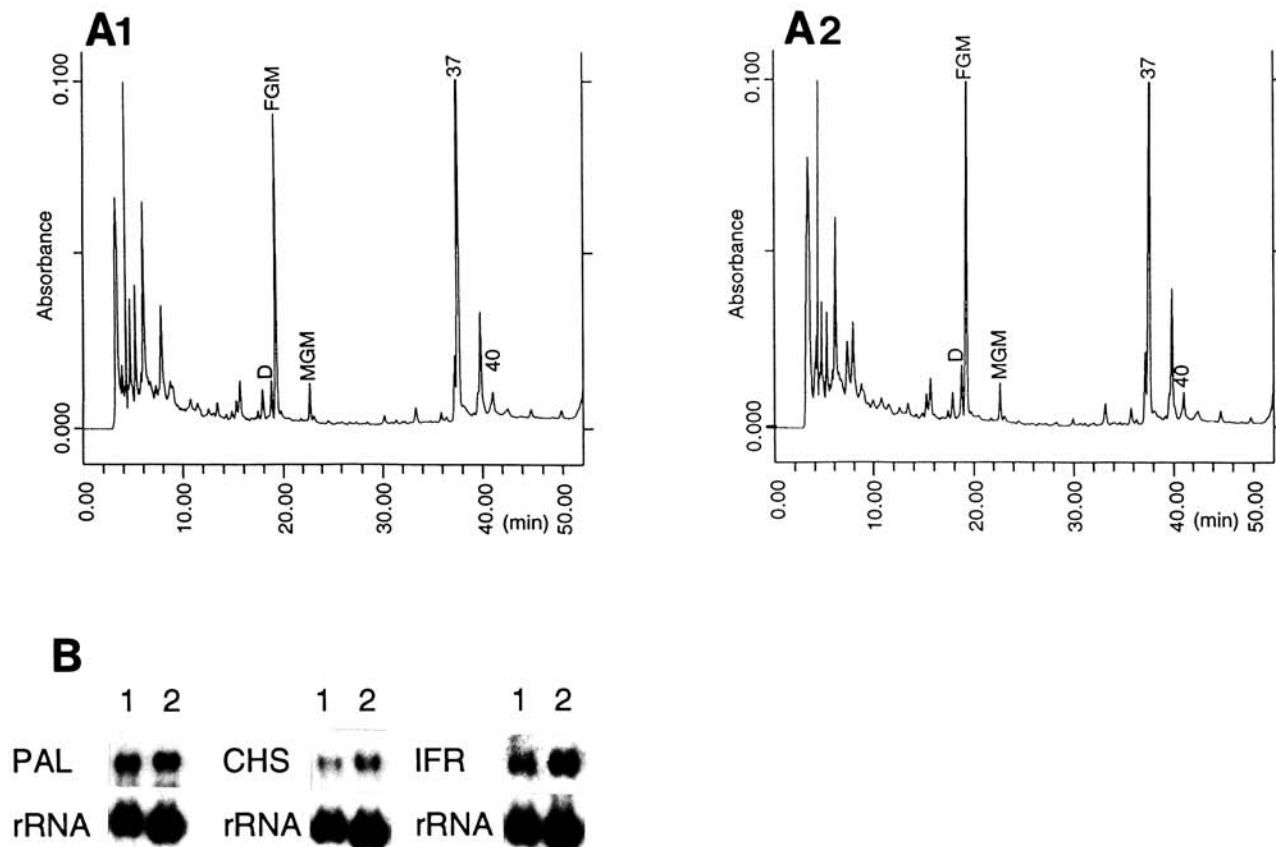 A1
0.100
Absorbance
0.000
FGM
D
MGM
37
40
0.00
10.00
20.00
30.00
40.00
(min)
50.00
A2
0.100
Absorbance
0.000
FGM
D
MGM
37
40
0.00
10.00
20.00
30.00
40.00
(min)
50.00
B
1 2 1 2 1 2
PAL CHS IFR
rRNA rRNA rRNA